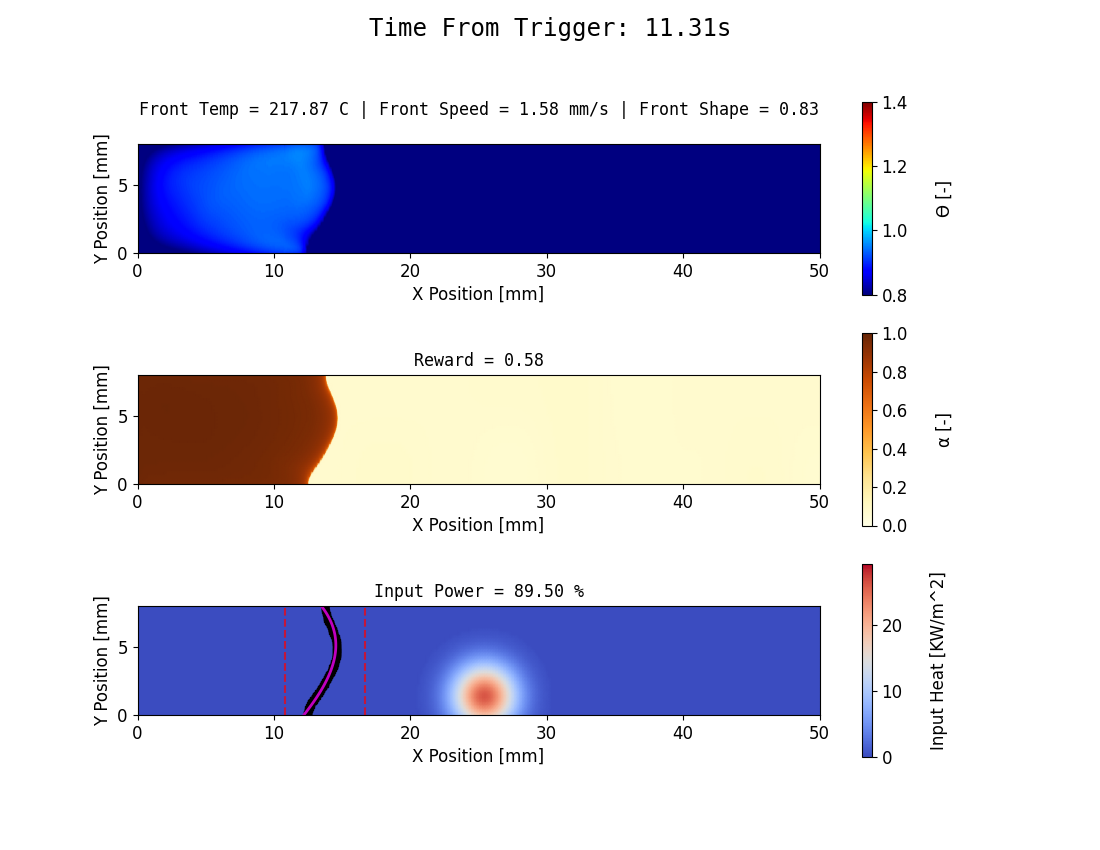 Time From Trigger: 11.31s
Front Temp = 217.87 C | Front Speed = 1.58 mm/s | Front Shape = 0.83
Y Position [mm]
5
0
0 10 20 30 40 50
X Position [mm]
1.4
1.2
1.0
0.8
Θ [-]
Reward = 0.58
Y Position [mm]
5
0
0 10 20 30 40 50
X Position [mm]
1.0
0.8
0.6
0.4
0.2
0.0
α [-]
Input Power = 89.50 %
Y Position [mm]
5
0
0 10 20 30 40 50
X Position [mm]
20
10
0
Input Heat [KW/m^2]